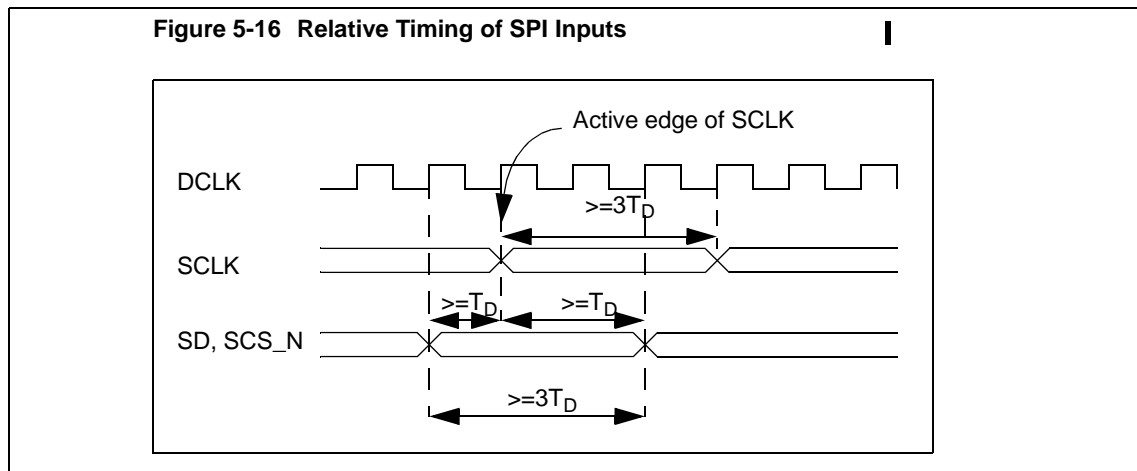 Figure 5-16 Relative Timing of SPI Inputs
Active edge of SCLK
DCLK
>=3TD
SCLK
>=TD >=TD
SD, SCS_N
>=3TD